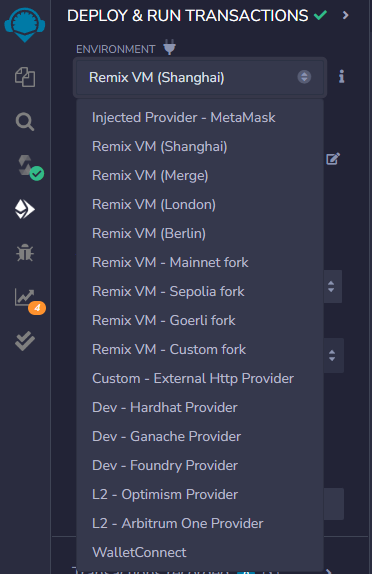 DEPLOY & RUN TRANSACTIONS
ENVIRONMENT
Remix VM (Shanghai)
Injected Provider - MetaMask
Remix VM (Shanghai)
Remix VM (Merge)
Remix VM (London)
Remix VM (Berlin)
Remix VM - Mainnet fork
Remix VM - Sepolia fork
Remix VM - Goerli fork
Remix VM - Custom fork
Custom - External Http Provider
Dev - Hardhat Provider
Dev - Ganache Provider
Dev - Foundry Provider
L2 - Optimism Provider
L2 - Arbitrum One Provider
WalletConnect
4